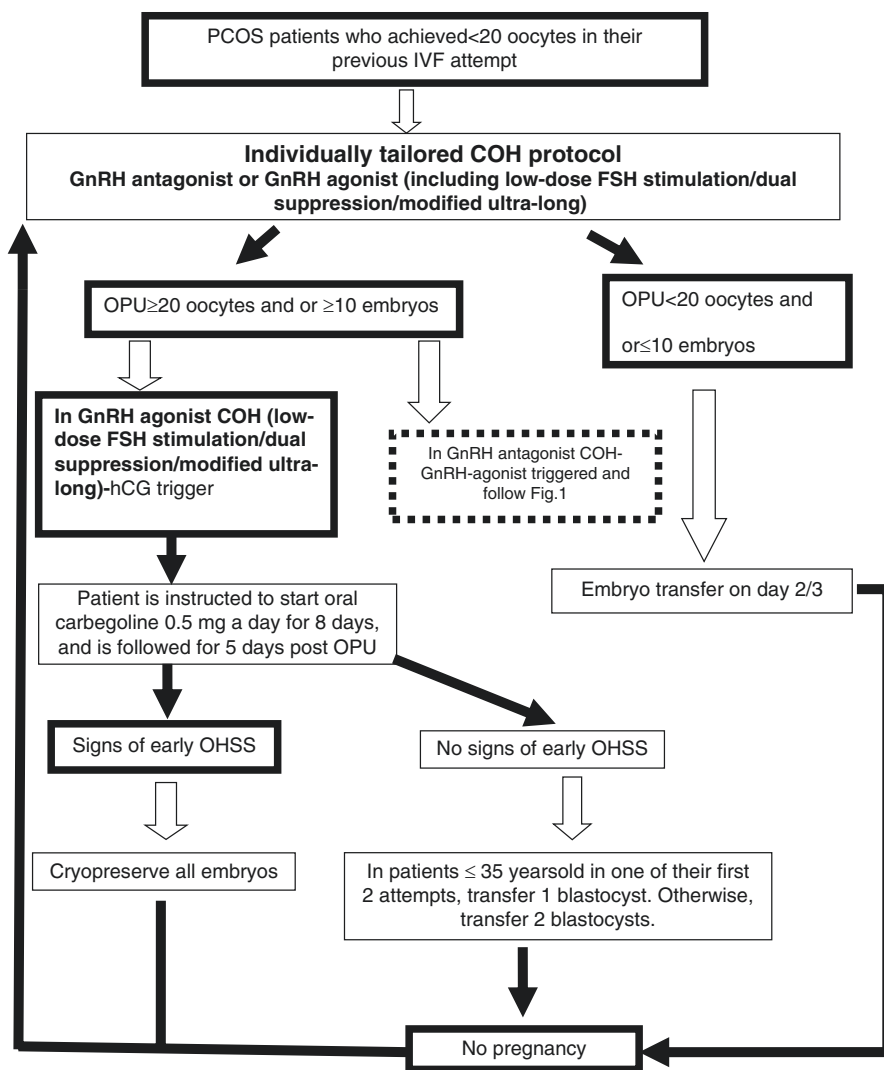 PCOS patients who achieved<20 oocytes in their
previous IVF attempt
Individually tailored COH protocol
GnRH antagonist or GnRH agonist (including low-dose FSH stimulation/dual
suppression/modified ultra-long)
OPU≥20 oocytes and or ≥10 embryos
OPU<20 oocytes and
or≤10 embryos
In GnRH agonist COH (low-
dose FSH stimulation/dual
suppression/modified ultra-
long)-hCG trigger
In GnRH antagonist COH-
GnRH-agonist triggered and
follow Fig.1
Embryo transfer on day 2/3
Patient is instructed to start oral
carbegoline 0.5 mg a day for 8 days,
and is followed for 5 days post OPU
Signs of early OHSS
No signs of early OHSS
Cryopreserve all embryos
In patients ≤ 35 yearsold in one of their first
2 attempts, transfer 1 blastocyst. Otherwise,
transfer 2 blastocysts.
No pregnancy